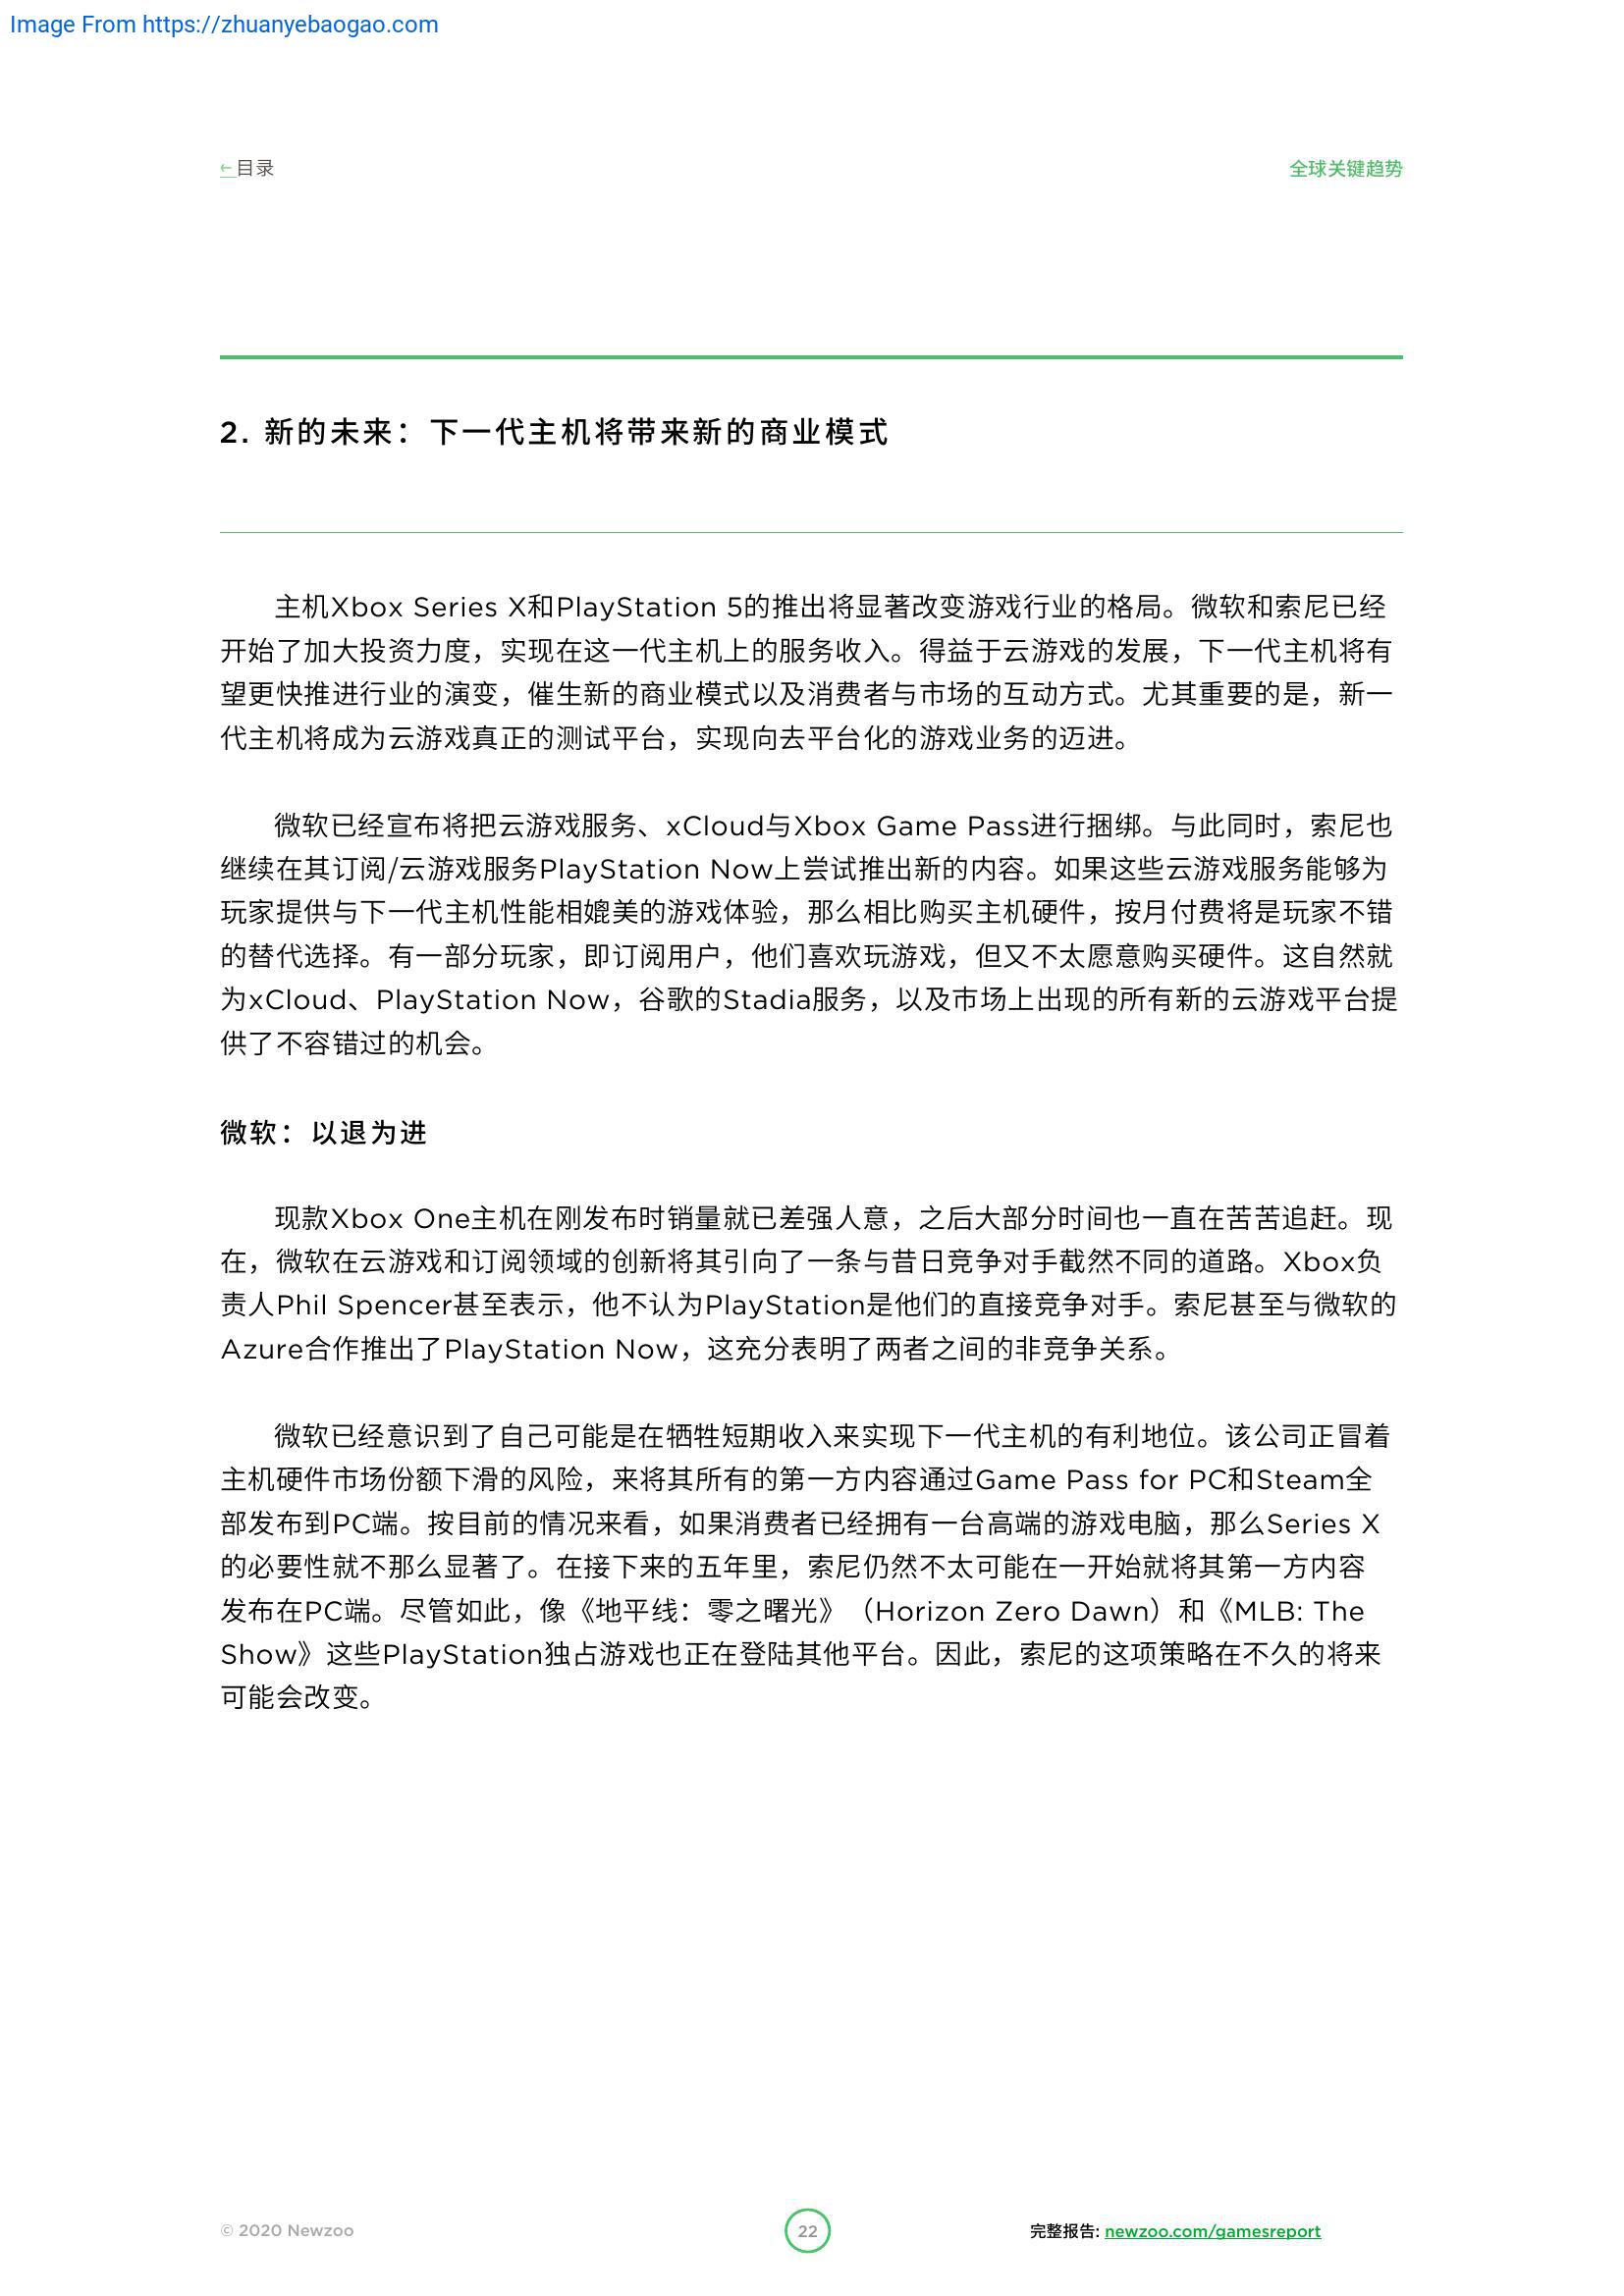 Image From https://zhuanyebaogao.com
←目录
全球关键趋势
2. 新的未来：下一代主机将带来新的商业模式
主机Xbox Series X和PlayStation 5的推出将显著改变游戏行业的格局。微软和索尼已经
开始了加大投资力度，实现在这一代主机上的服务收入。得益于云游戏的发展，下一代主机将有
望更快推进行业的演变，催生新的商业模式以及消费者与市场的互动方式。尤其重要的是，新一
代主机将成为云游戏真正的测试平台，实现向去平台化的游戏业务的迈进。
微软已经宣布将把云游戏服务、xCloud与Xbox Game Pass进行捆绑。与此同时，索尼也
继续在其订阅/云游戏服务PlayStation Now上尝试推出新的内容。如果这些云游戏服务能够为
玩家提供与下一代主机性能相媲美的游戏体验，那么相比购买主机硬件，按月付费将是玩家不错
的替代选择。有一部分玩家，即订阅用户，他们喜欢玩游戏，但又不太愿意购买硬件。这自然就
为xCloud、PlayStation Now，谷歌的Stadia服务，以及市场上出现的所有新的云游戏平台提
供了不容错过的机会。
微软：以退为进
现款Xbox One主机在刚发布时销量就已差强人意，之后大部分时间也一直在苦苦追赶。现
在，微软在云游戏和订阅领域的创新将其引向了一条与昔日竞争对手截然不同的道路。Xbox负
责人Phil Spencer甚至表示，他不认为PlayStation是他们的直接竞争对手。索尼甚至与微软的
Azure合作推出了PlayStation Now，这充分表明了两者之间的非竞争关系。
微软已经意识到了自己可能是在牺牲短期收入来实现下一代主机的有利地位。该公司正冒着
主机硬件市场份额下滑的风险，来将其所有的第一方内容通过Game Pass for PC和Steam全
部发布到PC端。按目前的情况来看，如果消费者已经拥有一台高端的游戏电脑，那么Series X
的必要性就不那么显著了。在接下来的五年里，索尼仍然不太可能在一开始就将其第一方内容
发布在PC端。尽管如此，像《地平线：零之曙光》（Horizon Zero Dawn）和《MLB: The
Show》这些PlayStation独占游戏也正在登陆其他平台。因此，索尼的这项策略在不久的将来
可能会改变。
© 2020 Newzoo
22
完整报告: newzoo.com/gamesreport